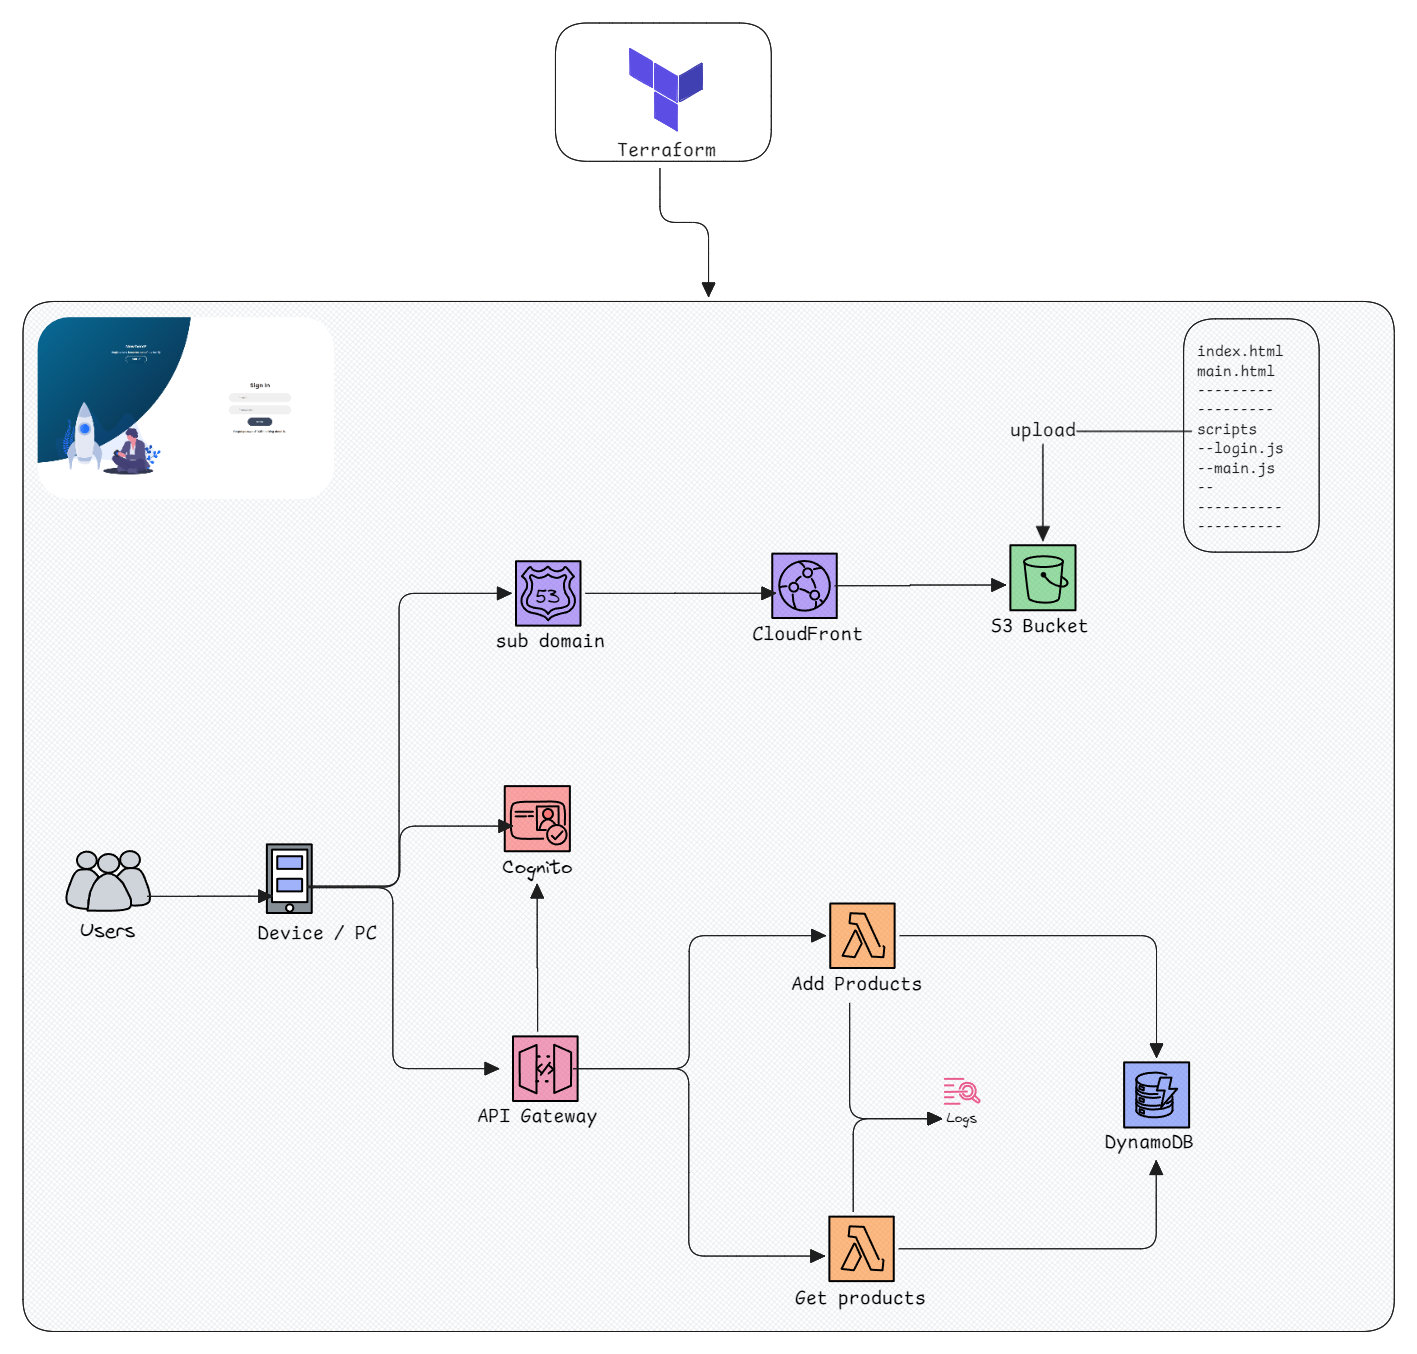 Terraform
Sign in
index.html
main.html
---------
---------
scripts
--login.js
--main.js
--
----------
----------
upload
53
sub domain
CloudFront
S3 Bucket
Cognito
Users
Device / PC
Add Products
API Gateway
Logs
DynamoDB
Get products